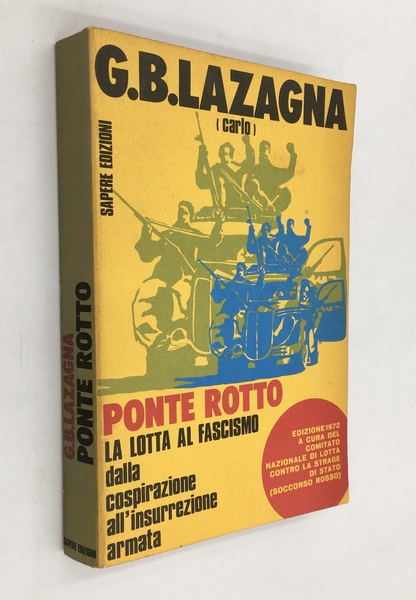 G.B.LAZAGNA
(carlo)
SAPERE EDIZIONI
PONTE ROTTO
LA LOTTA AL FASCISMO
dalla
cospirazione
all'insurrezione
armata
EDIZIONE 1972
A CURA DEL
COMITATO
NAZIONALE DI LOTTA
CONTRO LA STRAGE
DI STATO
(SOCCORSO ROSSO)
G.B.LAZAGNA
PONTE ROTTO
SAPERE EDIZIONI